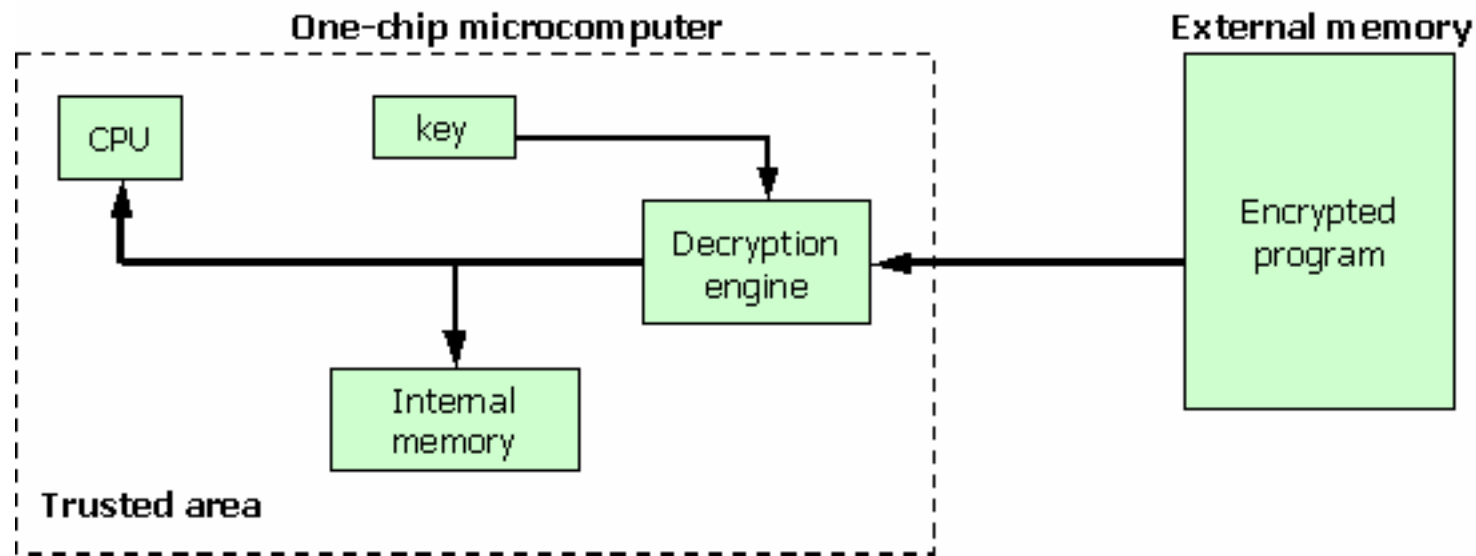 One-chip microcomputer
External memory
CPU
key
Decryption
engine
Encrypted
program
Internal
memory
Trusted area